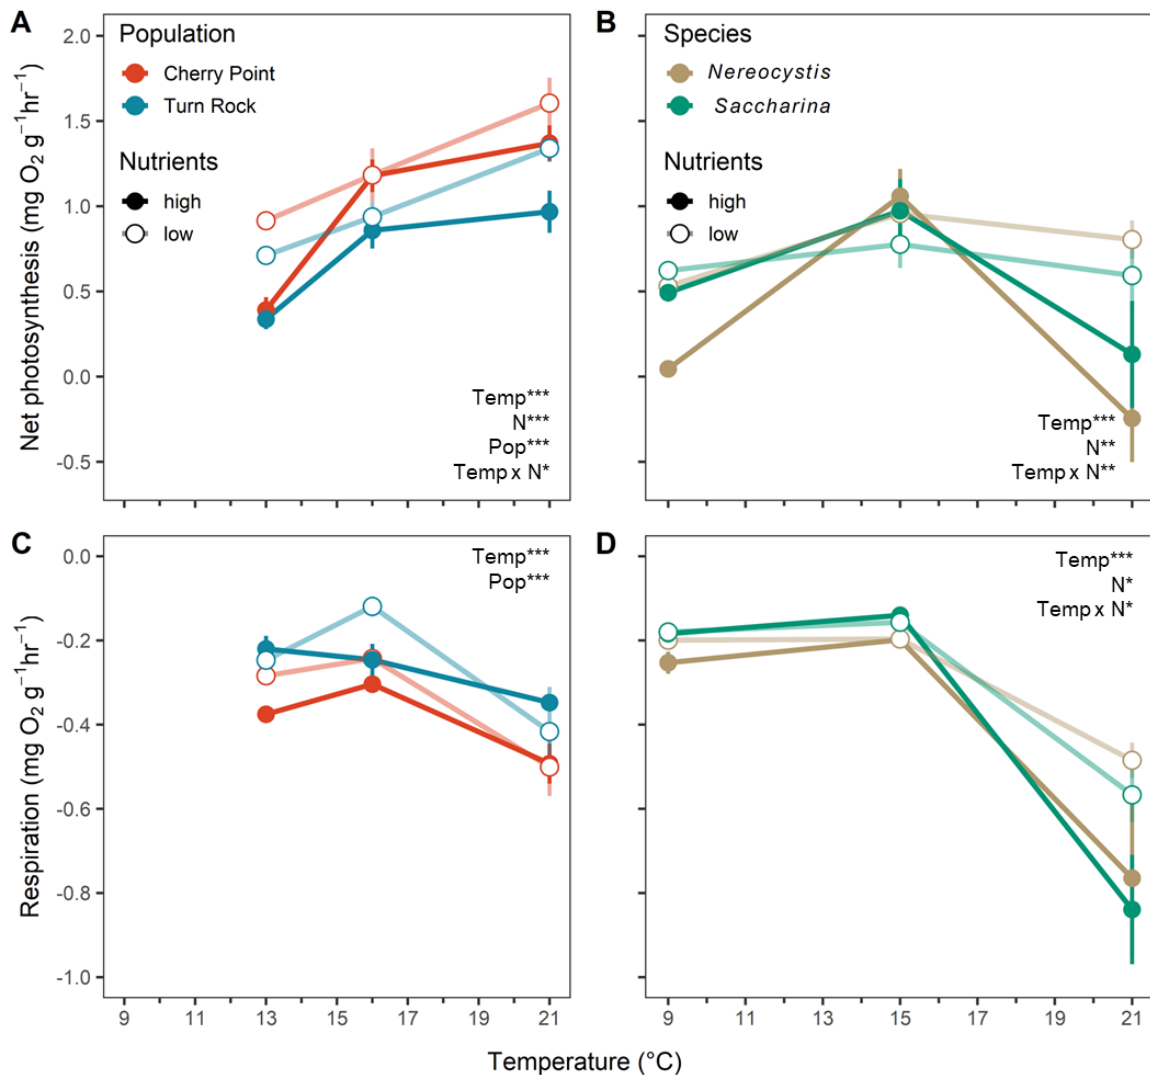 A
Population
Cherry Point
Turn Rock
Nutrients
high
low
Temp***
N***
Pop***
Temp x N*
2.0
1.5
1.0
0.5
0.0
-0.5
Net photosynthesis (mg O₂ g⁻¹hr⁻¹)
B
Species
Nereocystis
Saccharina
Nutrients
high
low
Temp***
N**
Temp x N**
C
Temp***
Pop***
0.0
-0.2
-0.4
-0.6
-0.8
-1.0
Respiration (mg O₂ g⁻¹hr⁻¹)
9 11 13 15 17 19 21
D
Temp***
N*
Temp x N*
9 11 13 15 17 19 21
Temperature (°C)